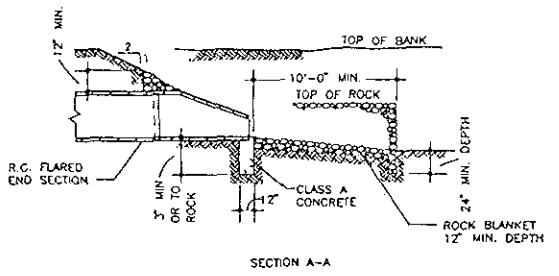 12" MIN.
2
1
TOP OF BANK
10'-0" MIN.
TOP OF ROCK
R.C. FLARED
END SECTION
3' MIN
OR TO
ROCK
12"
CLASS A
CONCRETE
24" MIN. DEPTH
ROCK BLANKET
12" MIN. DEPTH
SECTION A-A